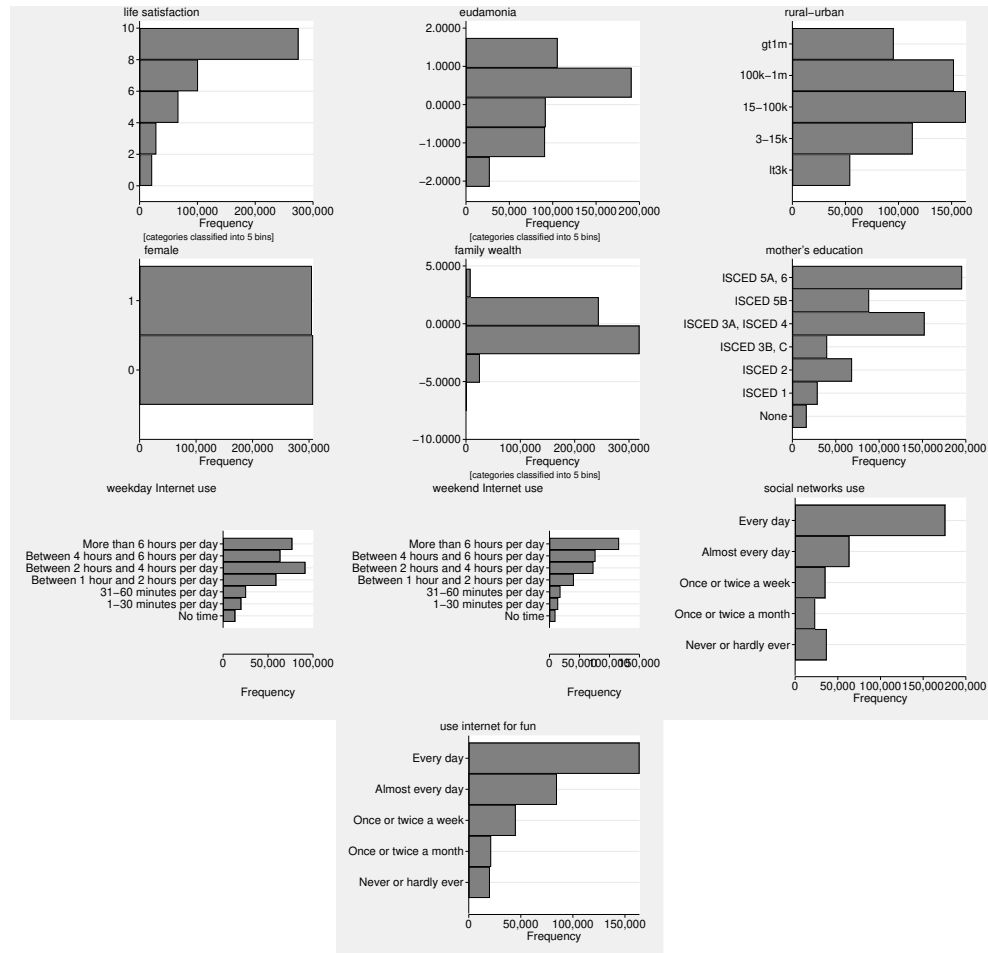 life satisfaction
10
8
6
4
2
0
0 100,000 200,000 300,000
Frequency
[categories classified into 5 bins]
eudamonia
2.0000
1.0000
0.0000
−1.0000
−2.0000
0 50,000 100,000 150,000 200,000
Frequency
[categories classified into 5 bins]
rural−urban
gt1m
100k−1m
15−100k
3−15k
lt3k
0 50,000 100,000 150,000
Frequency
female
1
0
0 100,000 200,000 300,000
Frequency
family wealth
5.0000
0.0000
−5.0000
−10.0000
0 100,000 200,000 300,000
Frequency
[categories classified into 5 bins]
mother's education
ISCED 5A, 6
ISCED 5B
ISCED 3A, ISCED 4
ISCED 3B, C
ISCED 2
ISCED 1
None
0 50,000 100,000 150,000 200,000
Frequency
weekday Internet use
More than 6 hours per day
Between 4 hours and 6 hours per day
Between 2 hours and 4 hours per day
Between 1 hour and 2 hours per day
31−60 minutes per day
1−30 minutes per day
No time
0 50,000 100,000
Frequency
weekend Internet use
More than 6 hours per day
Between 4 hours and 6 hours per day
Between 2 hours and 4 hours per day
Between 1 hour and 2 hours per day
31−60 minutes per day
1−30 minutes per day
No time
0 50,000 100,000 150,000
Frequency
social networks use
Every day
Almost every day
Once or twice a week
Once or twice a month
Never or hardly ever
0 50,000 100,000 150,000 200,000
Frequency
use internet for fun
Every day
Almost every day
Once or twice a week
Once or twice a month
Never or hardly ever
0 50,000 100,000 150,000
Frequency